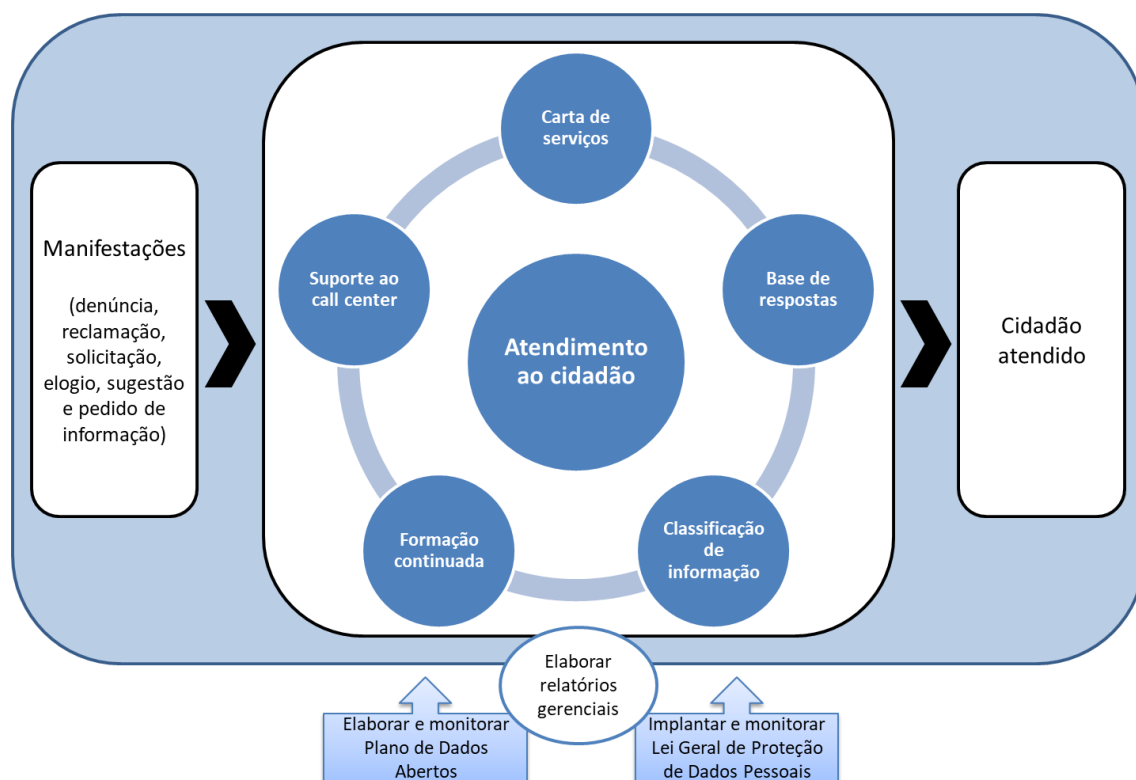 Carta de
serviços
Manifestações
(denúncia,
reclamação,
solicitação,
elogio, sugestão
e pedido de
informação)
Suporte ao
call center
Base de
respostas
Atendimento
ao cidadão
Cidadão
atendido
Formação
continuada
Classificação
de
informação
Elaborar
relatórios
gerenciais
Elaborar e monitorar
Plano de Dados
Abertos
Implantar e monitorar
Lei Geral de Proteção
de Dados Pessoais